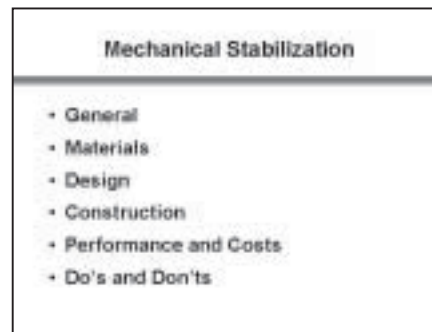 Mechanical Stabilization
• General
• Materials
• Design
• Construction
• Performance and Costs
• Do's and Don'ts